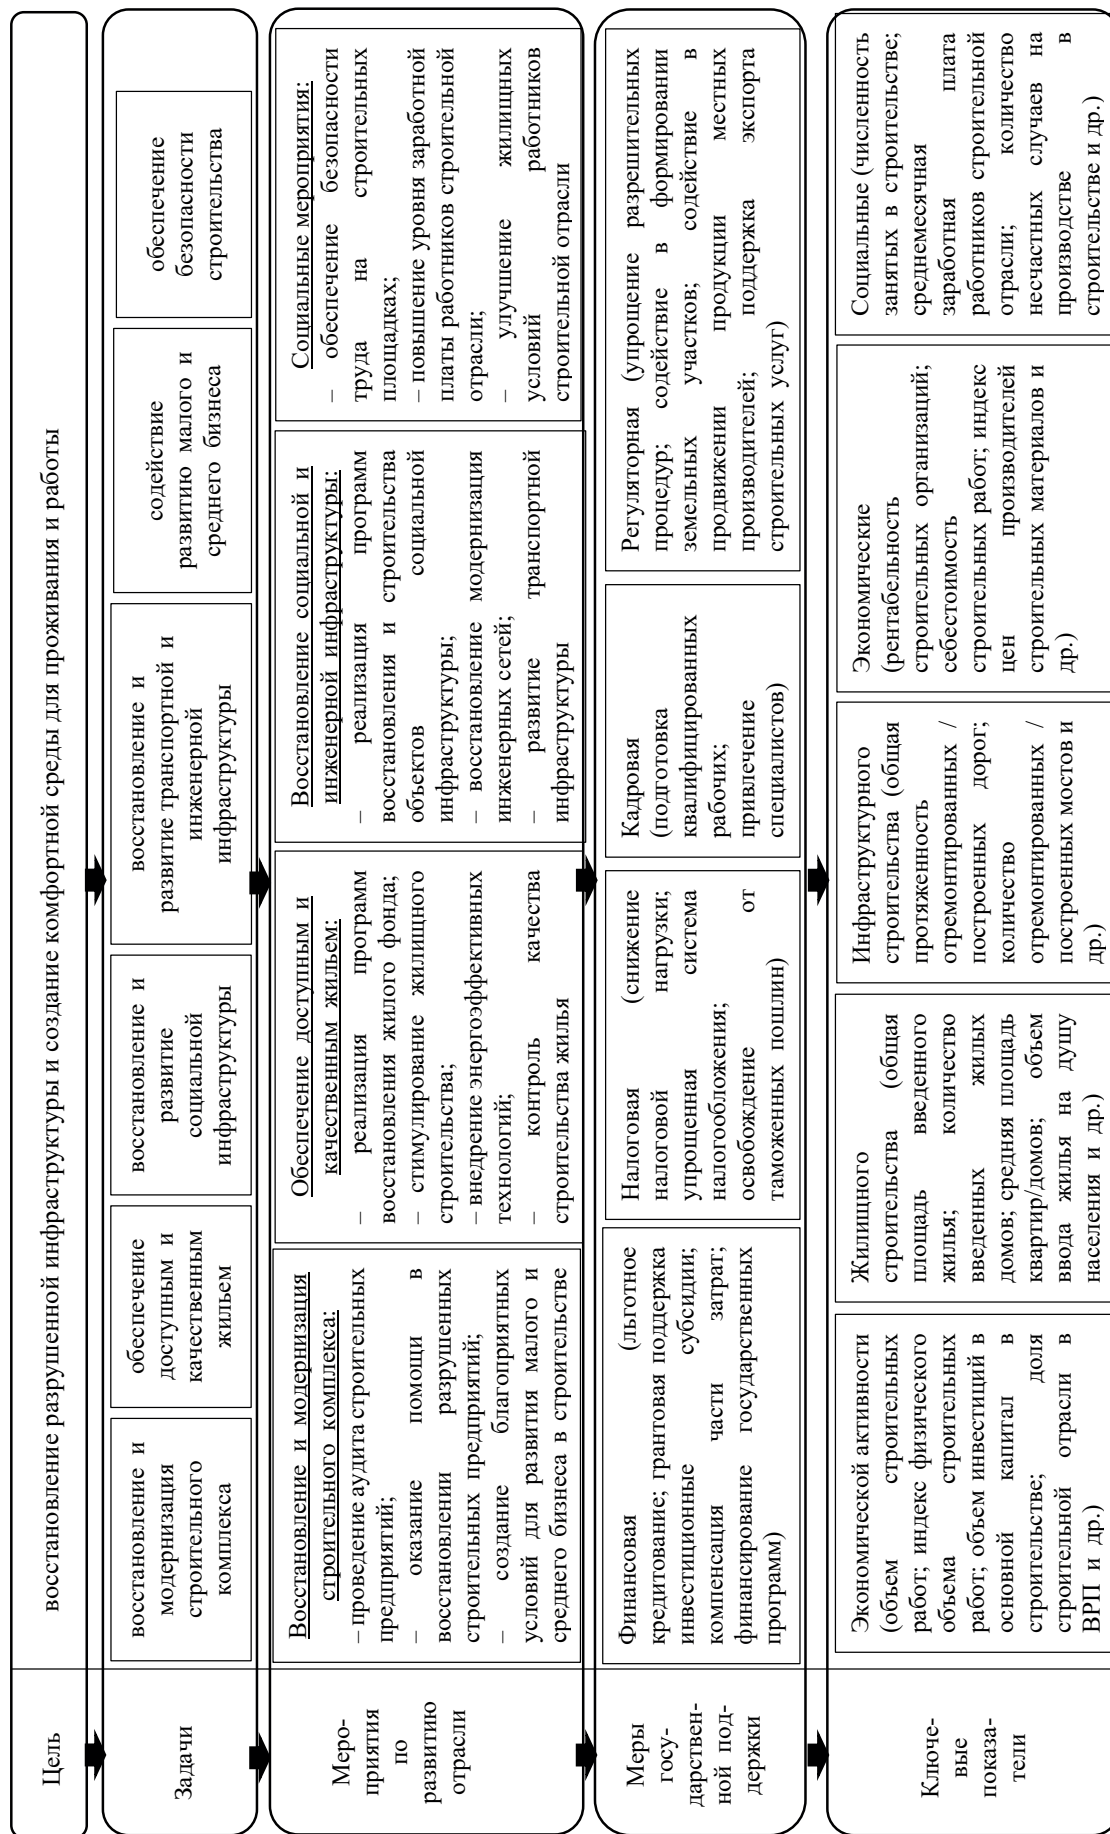 Цель
восстановление разрушенной инфраструктуры и создание комфортной среды для проживания и работы
Задачи
восстановление и
модернизация
строительного
комплекса
обеспечение
доступным и
качественным
жильем
восстановление и
развитие
социальной
инфраструктуры
восстановление и
развитие транспортной и
инженерной
инфраструктуры
содействие
развитию малого и
среднего бизнеса
обеспечение
безопасности
строительства
Меро-
приятия
по
развитию
отрасли
Восстановление и модернизация
строительного комплекса:
– проведение аудита строительных
предприятий;
– оказание помощи в
восстановлении разрушенных
строительных предприятий;
– создание благоприятных
условий для развития малого и
среднего бизнеса в строительстве
Обеспечение доступным и
качественным жильем:
– реализация программ
восстановления жилого фонда;
– стимулирование жилищного
строительства;
– внедрение энергоэффективных
технологий;
– контроль качества
строительства жилья
Восстановление социальной и
инженерной инфраструктуры:
– реализация программ
восстановления и строительства
объектов социальной
инфраструктуры;
– восстановление модернизация
инженерных сетей;
– развитие транспортной
инфраструктуры
Социальные мероприятия:
– обеспечение безопасности
труда на строительных
площадках;
– повышение уровня заработной
платы работников строительной
отрасли;
– улучшение жилищных
условий работников
строительной отрасли
Меры
госу-
дарствен-
ной под-
держки
Финансовая (льготное
кредитование; грантовая поддержка
инвестиционные субсидии;
компенсация части затрат;
финансирование государственных
программ)
Налоговая (снижение
налоговой нагрузки;
упрощенная система
налогообложения;
освобождение от
таможенных пошлин)
Кадровая
(подготовка
квалифицированных
рабочих;
привлечение
специалистов)
Регуляторная (упрощение разрешительных
процедур; содействие в формировании
земельных участков; содействие в
продвижении продукции местных
производителей; поддержка экспорта
строительных услуг)
Ключе-
вые
показа-
тели
Экономической активности
(объем строительных
работ; индекс физического
объема строительных
работ; объем инвестиций в
основной капитал в
строительстве; доля
строительной отрасли в
ВРП и др.)
Жилищного
строительства (общая
площадь введенного
жилья; количество
введенных жилых
домов; средняя площадь
квартир/домов; объем
ввода жилья на душу
населения и др.)
Инфраструктурного
строительства (общая
протяженность
отремонтированных /
построенных дорог;
количество
отремонтированных /
построенных мостов и
др.)
Экономические
(рентабельность
строительных организаций;
себестоимость
строительных работ; индекс
цен производителей
строительных материалов и
др.)
Социальные (численность
занятых в строительстве;
среднемесячная
заработная плата
работников строительной
отрасли; количество
несчастных случаев на
производстве в
строительстве и др.)